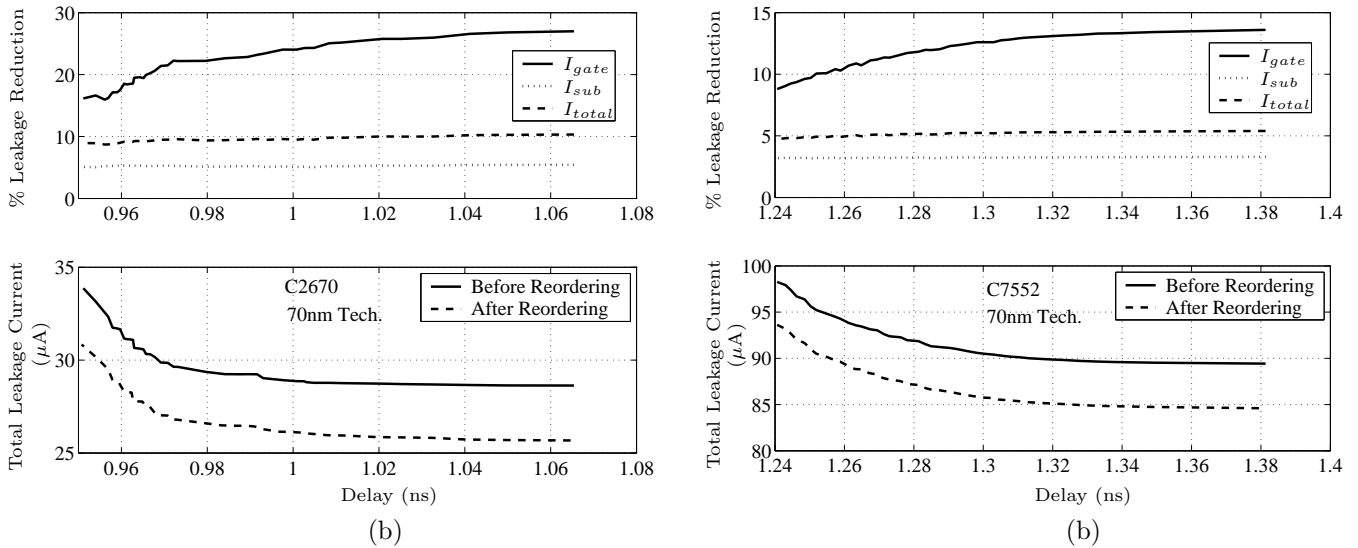 % Leakage Reduction
30
20
10
0
0.96
0.98
1
1.02
1.04
1.06
1.08
I_gate
I_sub
I_total
Total Leakage Current
(μA)
35
30
25
0.96
0.98
1
1.02
1.04
1.06
1.08
C2670
70nm Tech.
Before Reordering
After Reordering
Delay (ns)
(b)
% Leakage Reduction
15
10
5
0
1.24
1.26
1.28
1.3
1.32
1.34
1.36
1.38
1.4
I_gate
I_sub
I_total
Total Leakage Current
(μA)
100
95
90
85
80
1.24
1.26
1.28
1.3
1.32
1.34
1.36
1.38
1.4
C7552
70nm Tech.
Before Reordering
After Reordering
Delay (ns)
(b)